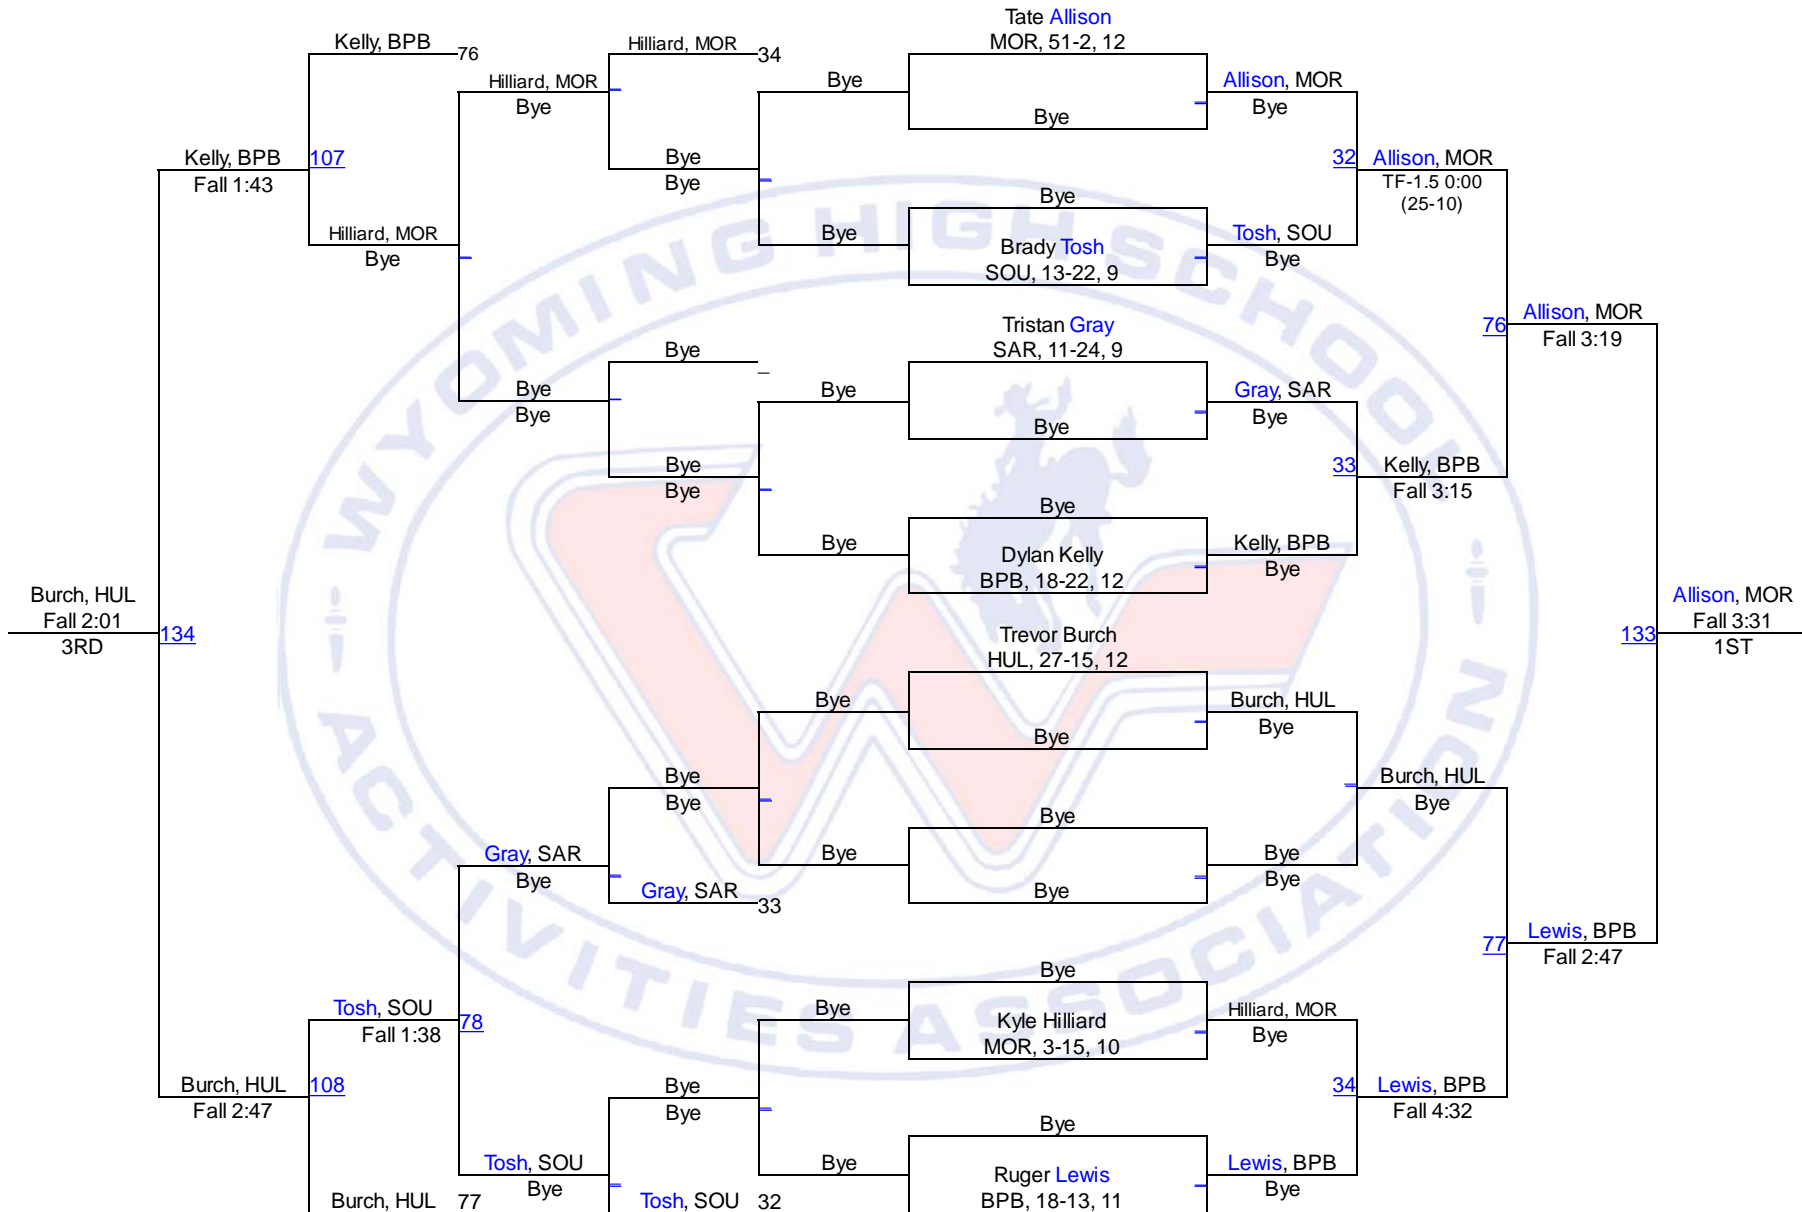 Tate Allison
MOR, 51-2, 12
Kelly, BPB
76
Hilliard, MOR
34
Hilliard, MOR
Bye
Bye
Allison, MOR
Bye
Bye
Kelly, BPB
107
Fall 1:43
Bye
Bye
32
Allison, MOR
TF-1.5 0:00
(25-10)
Bye
Hilliard, MOR
Bye
Bye
Brady Tosh
SOU, 13-22, 9
Tosh, SOU
Bye
Tristan Gray
SAR, 11-24, 9
76
Allison, MOR
Fall 3:19
Bye
Bye
Bye
Bye
Gray, SAR
Bye
Bye
Bye
Bye
33
Kelly, BPB
Fall 3:15
Bye
Bye
Dylan Kelly
BPB, 18-22, 12
Kelly, BPB
Bye
Burch, HUL
Fall 2:01
3RD
134
Trevor Burch
HUL, 27-15, 12
133
Allison, MOR
Fall 3:31
1ST
Bye
Bye
Burch, HUL
Bye
Bye
Bye
Burch, HUL
Bye
Bye
Gray, SAR
Bye
Bye
Bye
Bye
Bye
Gray, SAR
33
77
Lewis, BPB
Fall 2:47
Bye
Tosh, SOU
Fall 1:38
78
Bye
Kyle Hilliard
MOR, 3-15, 10
Hilliard, MOR
Bye
Burch, HUL
Fall 2:47
108
Bye
Bye
34
Lewis, BPB
Fall 4:32
Bye
Tosh, SOU
Bye
Bye
Ruger Lewis
BPB, 18-13, 11
Lewis, BPB
Bye
Burch, HUL
77
Tosh, SOU
32
WYOMING HIGH SCHOOL
ACTIVITIES ASSOCIATION